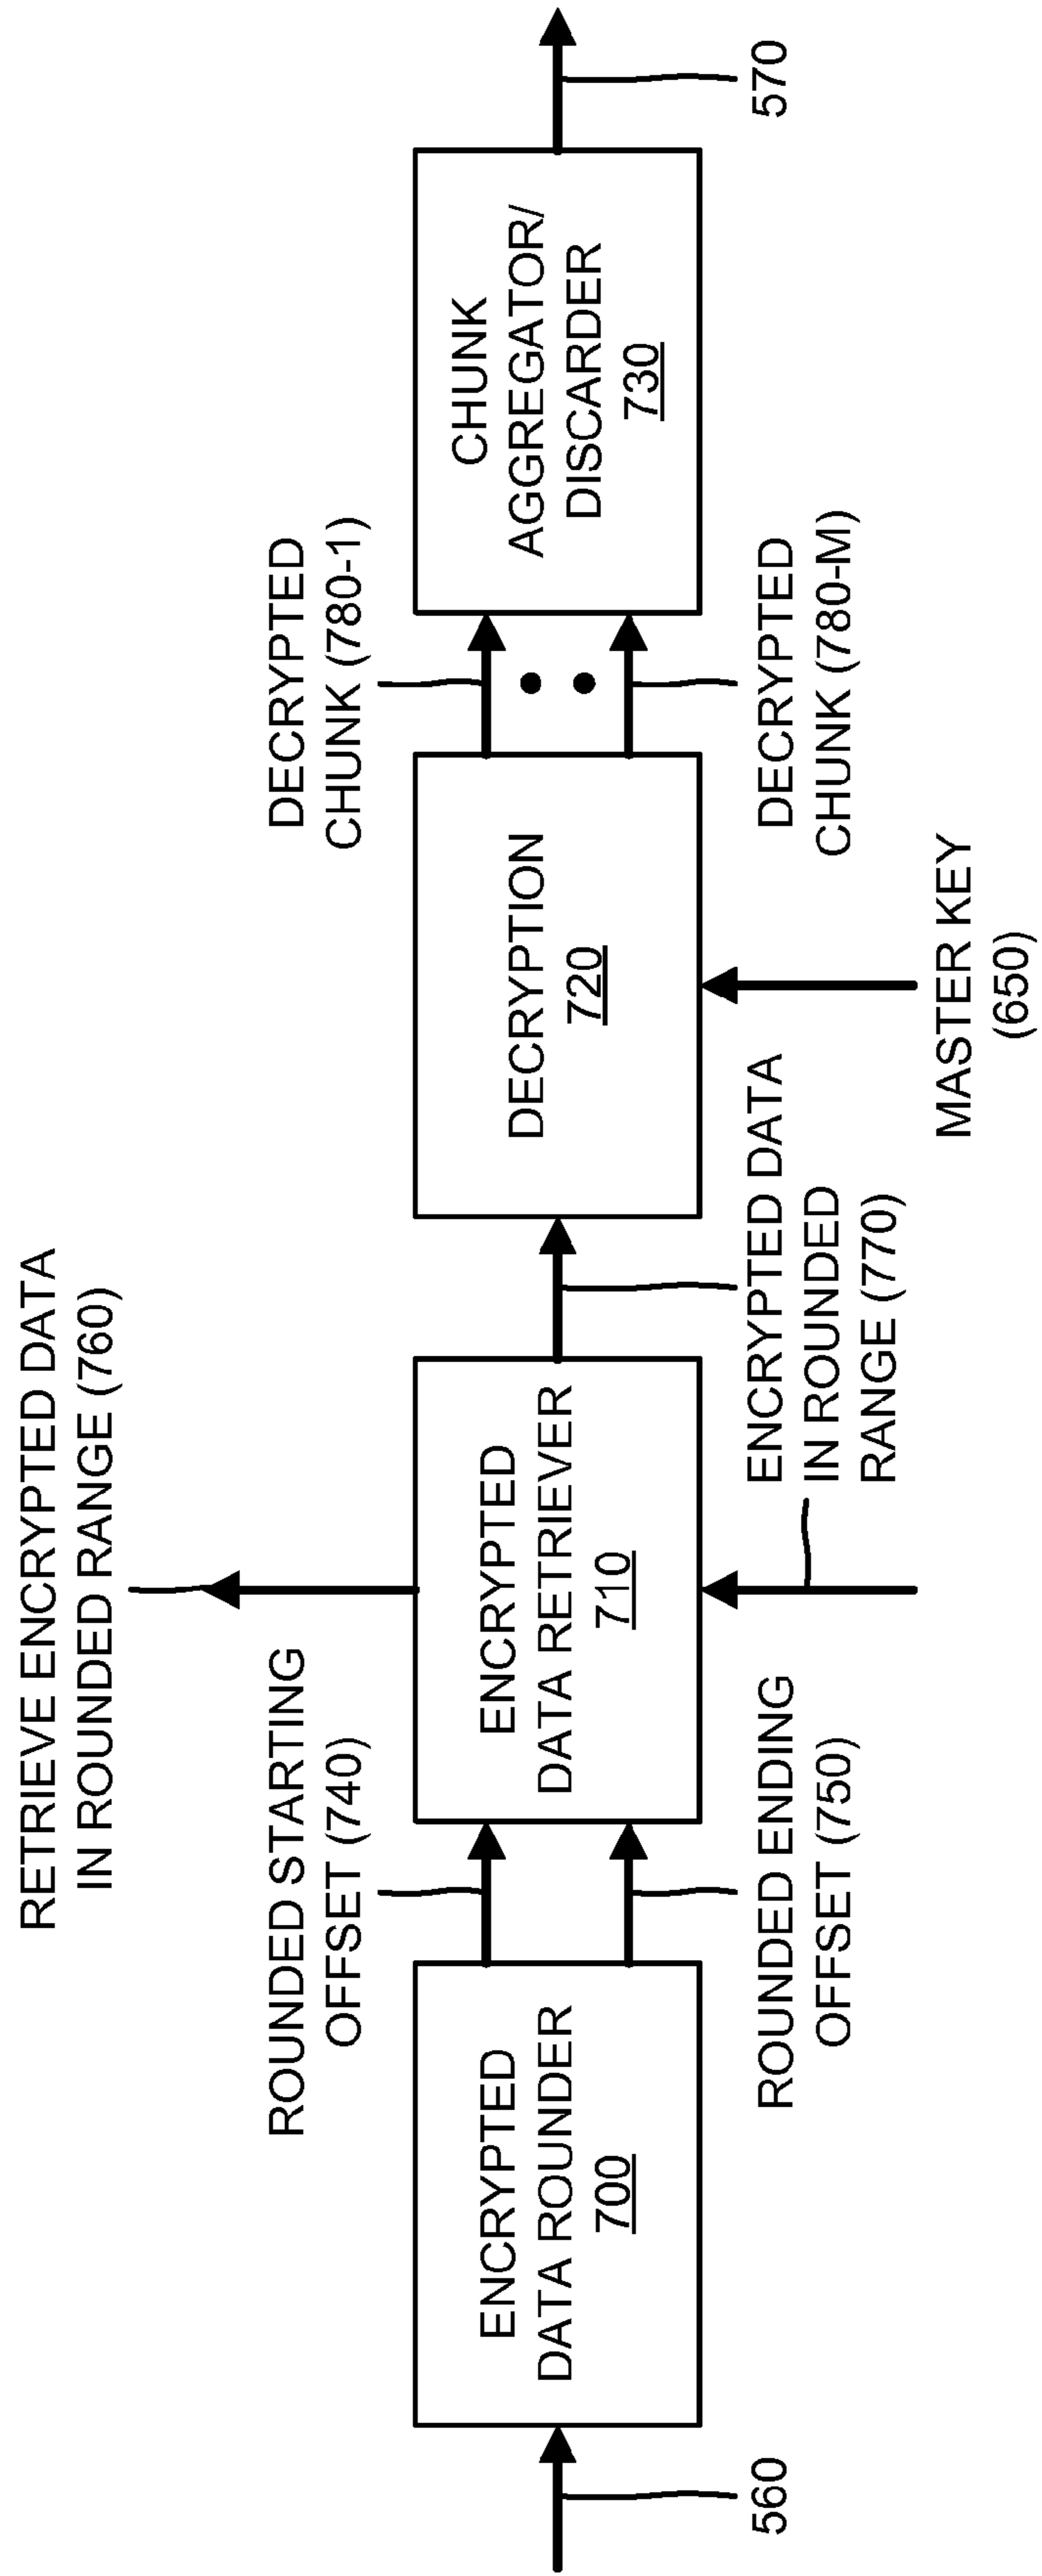 RETRIEVE ENCRYPTED DATA
IN ROUNDED RANGE (760)
ROUNDED STARTING
OFFSET (740)
DECRYPTED
CHUNK (780-1)
560
ENCRYPTED
DATA ROUNDER
700
ENCRYPTED
DATA RETRIEVER
710
DECRYPTION
720
CHUNK
AGGREGATOR/
DISCARDER
730
570
ROUNDED ENDING
OFFSET (750)
ENCRYPTED DATA
IN ROUNDED
RANGE (770)
DECRYPTED
CHUNK (780-M)
MASTER KEY
(650)